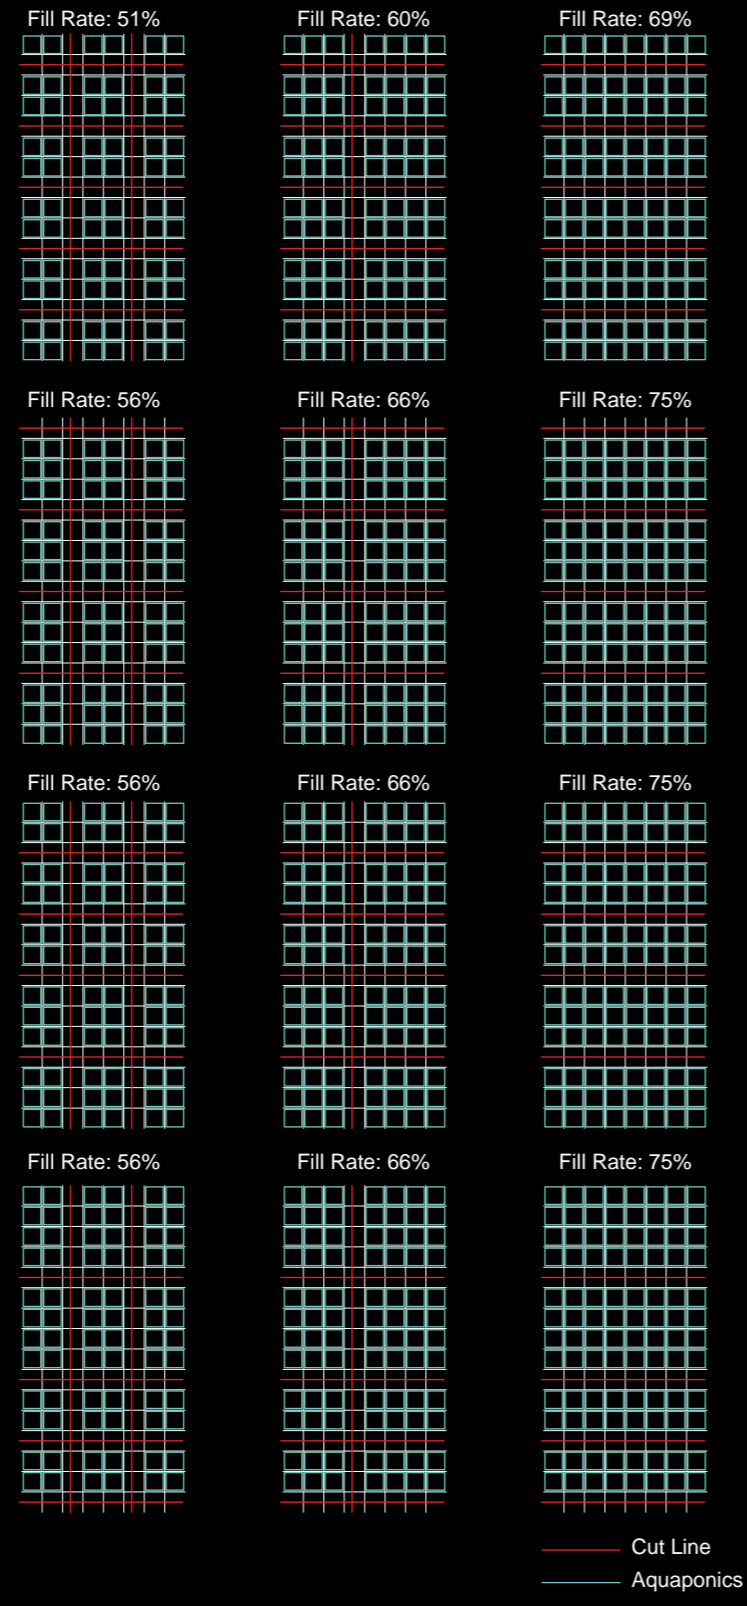 Fill Rate: 51%
Fill Rate: 60%
Fill Rate: 69%
Fill Rate: 56%
Fill Rate: 66%
Fill Rate: 75%
Fill Rate: 56%
Fill Rate: 66%
Fill Rate: 75%
Fill Rate: 56%
Fill Rate: 66%
Fill Rate: 75%
Cut Line
Aquaponics